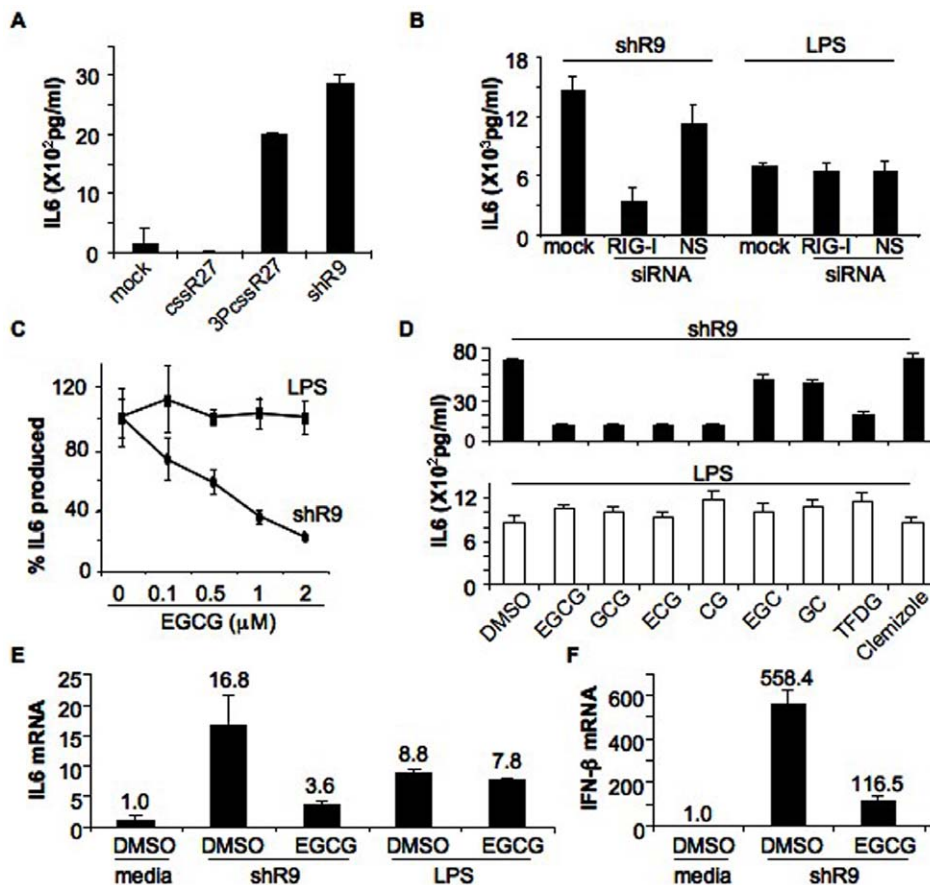 A
IL6 (X10²pg/ml)
30
20
10
0
mock
cssR27
3PcssR27
shR9
B
shR9
LPS
IL6 (X10³pg/ml)
18
12
6
0
mock RIG-I NS mock RIG-I NS
siRNA siRNA
C
% IL6 produced
120
80
40
0
LPS
shR9
0 0.1 0.5 1 2
EGCG (μM)
D
shR9
80
30
0
LPS
IL6 (X10²pg/ml)
12
6
0
DMSO
EGCG
GCG
ECG
CG
EGC
GC
TFDG
Clemizole
E
IL6 mRNA
25
20
15
10
5
0
1.0
16.8
3.6
8.8
7.8
DMSO DMSO EGCG DMSO EGCG
media shR9 LPS
F
IFN-β mRNA
600
400
200
0
1.0
558.4
116.5
DMSO DMSO EGCG
media shR9